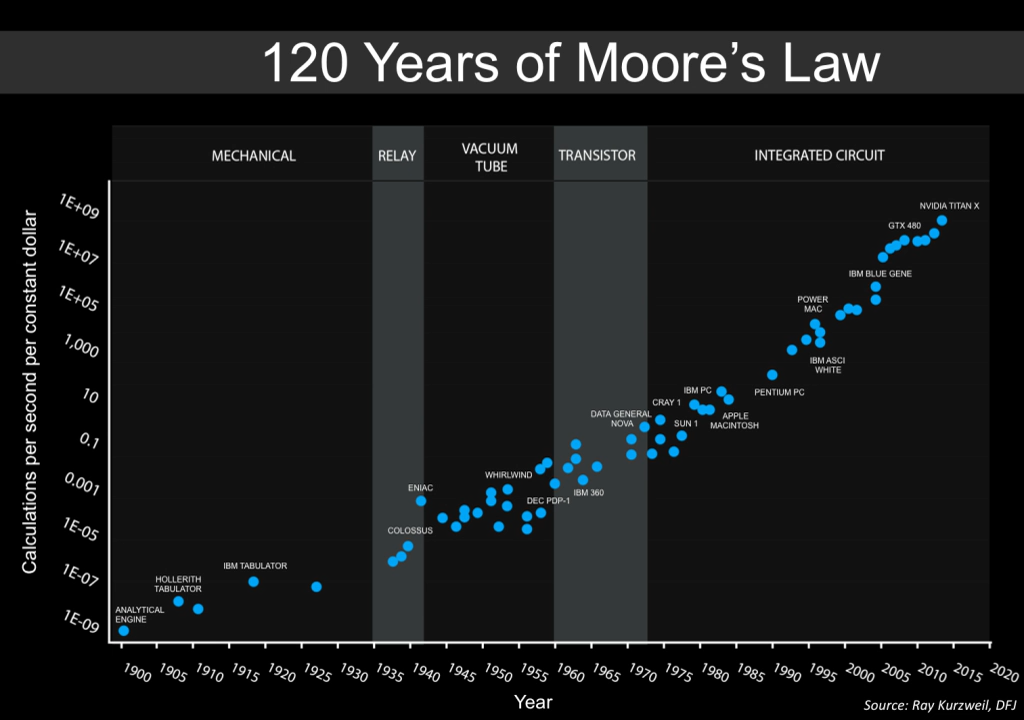 120 Years of Moore's Law
MECHANICAL
RELAY
VACUUM
TUBE
TRANSISTOR
INTEGRATED CIRCUIT
Calculations per second per constant dollar
1E+09
1E+07
1E+05
1,000
10
0.1
0.001
1E-05
1E-07
1E-09
NVIDIA TITAN X
GTX 480
IBM BLUE GENE
POWER
MAC
IBM ASCI
WHITE
PENTIUM PC
IBM PC
APPLE
MACINTOSH
CRAY 1
SUN 1
DATA GENERAL
NOVA
IBM 360
WHIRLWIND
DEC PDP-1
ENIAC
COLOSSUS
IBM TABULATOR
HOLLERITH
TABULATOR
ANALYTICAL
ENGINE
1900 1905 1910 1915 1920 1925 1930 1935 1940 1945 1950 1955 1960 1965 1970 1975 1980 1985 1990 1995 2000 2005 2010 2015 2020
Year
Source: Ray Kurzweil, DFJ